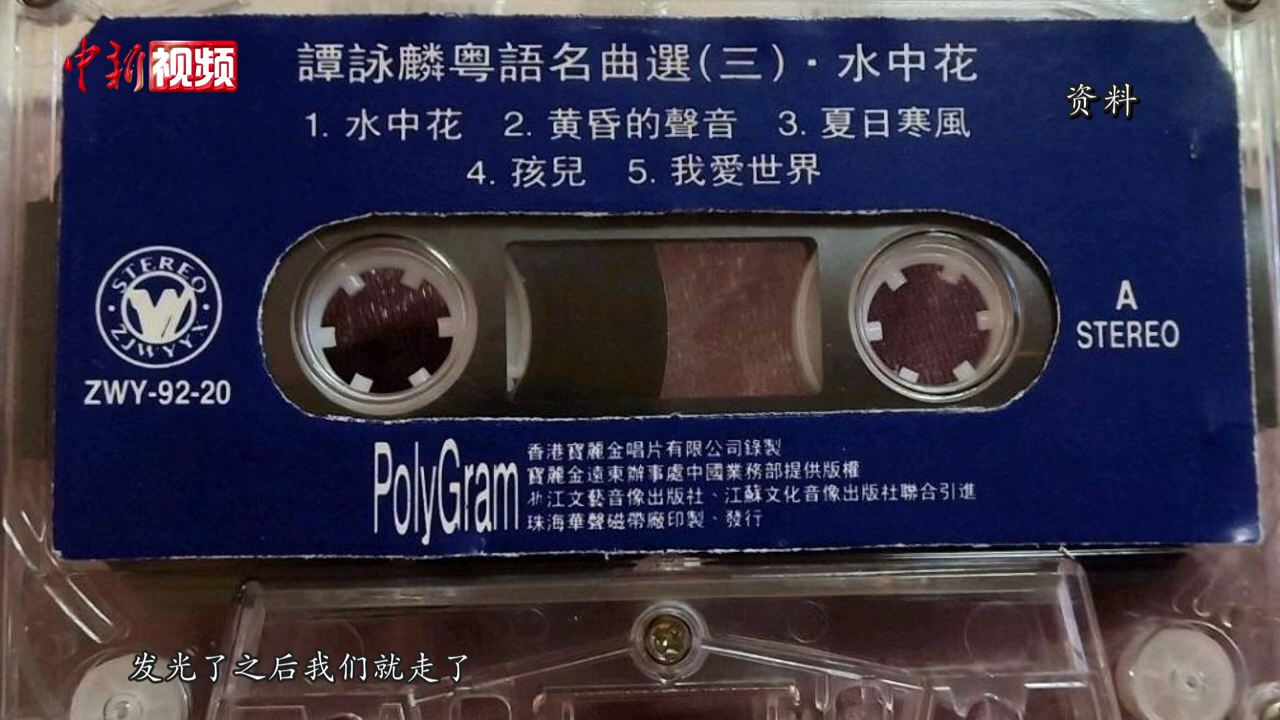 中新视频
資料
譚詠麟粵語名曲選(三)·水中花
1. 水中花 2. 黄昏的聲音 3. 夏日寒風
4. 孩兒 5. 我愛世界
STEREO
ZJWYYX
ZWY-92-20
A
STEREO
PolyGram
香港寶麗金唱片有限公司錄製
寶麗金遠東辦事處中國業務部提供版權
浙江文藝音像出版社、江蘇文化音像出版社聯合引進
珠海華聲磁帶廠印製、發行
发光了之后我们就走了